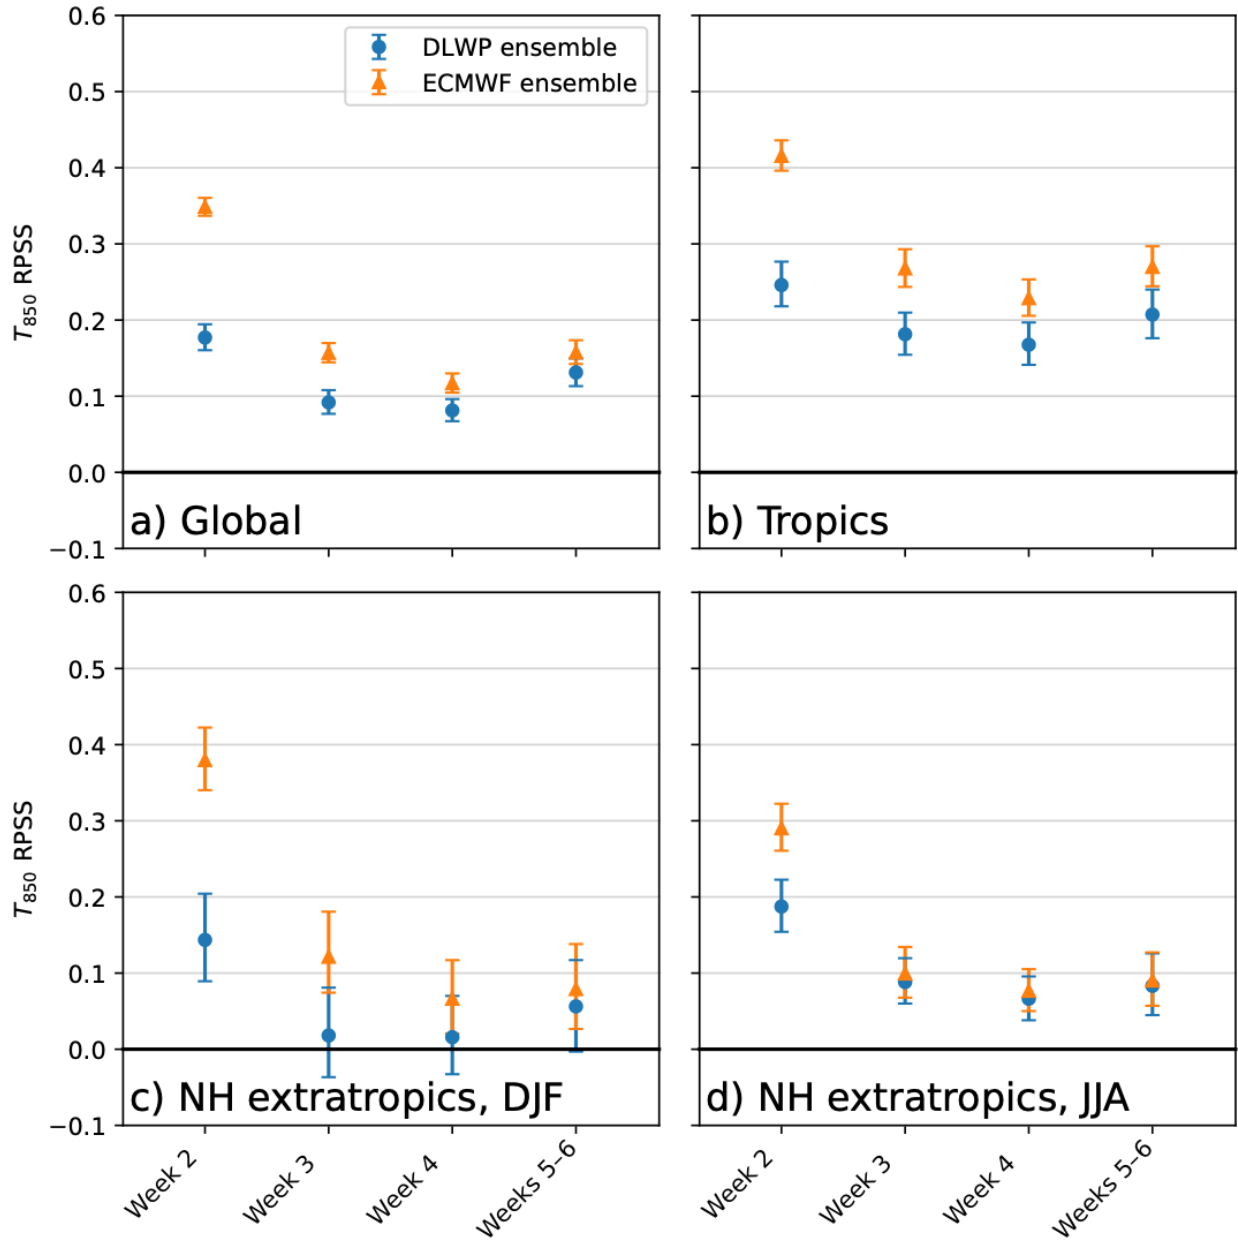 0.6
0.5
0.4
0.3
0.2
0.1
0.0
−0.1
T850 RPSS
DLWP ensemble
ECMWF ensemble
a) Global
b) Tropics
0.6
0.5
0.4
0.3
0.2
0.1
0.0
−0.1
T850 RPSS
c) NH extratropics, DJF
d) NH extratropics, JJA
Week 2
Week 3
Week 4
Weeks 5–6
Week 2
Week 3
Week 4
Weeks 5–6